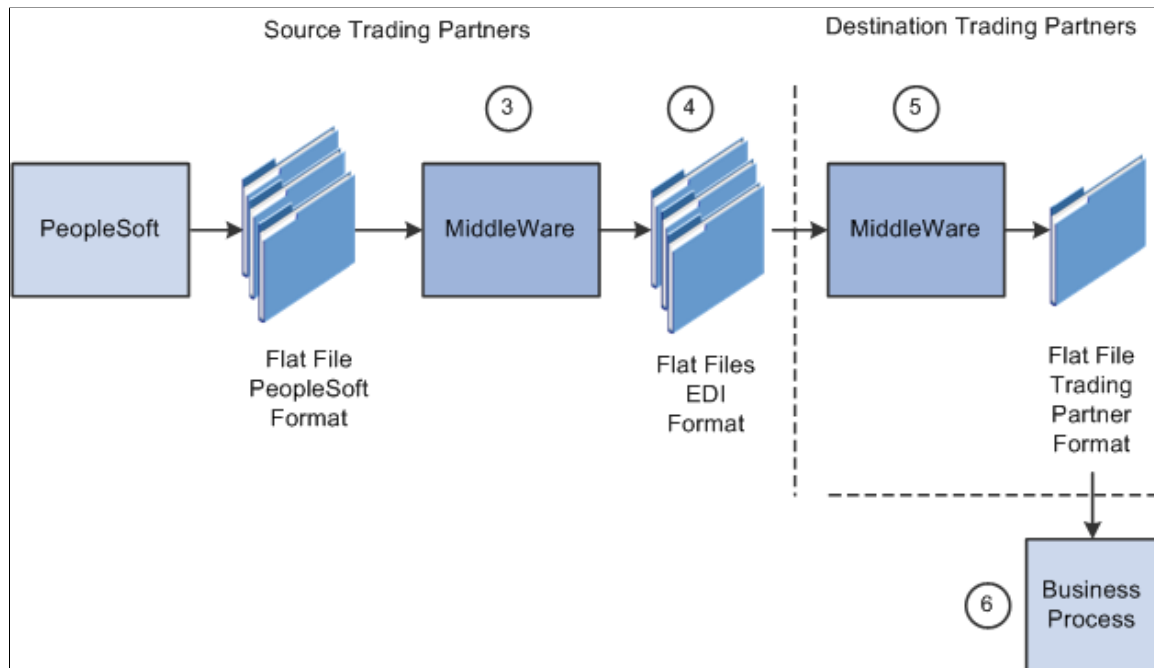 Source Trading Partners
Destination Trading Partners
3
4
5
PeopleSoft
MiddleWare
MiddleWare
Flat File
PeopleSoft
Format
Flat Files
EDI
Format
Flat File
Trading
Partner
Format
6
Business
Process